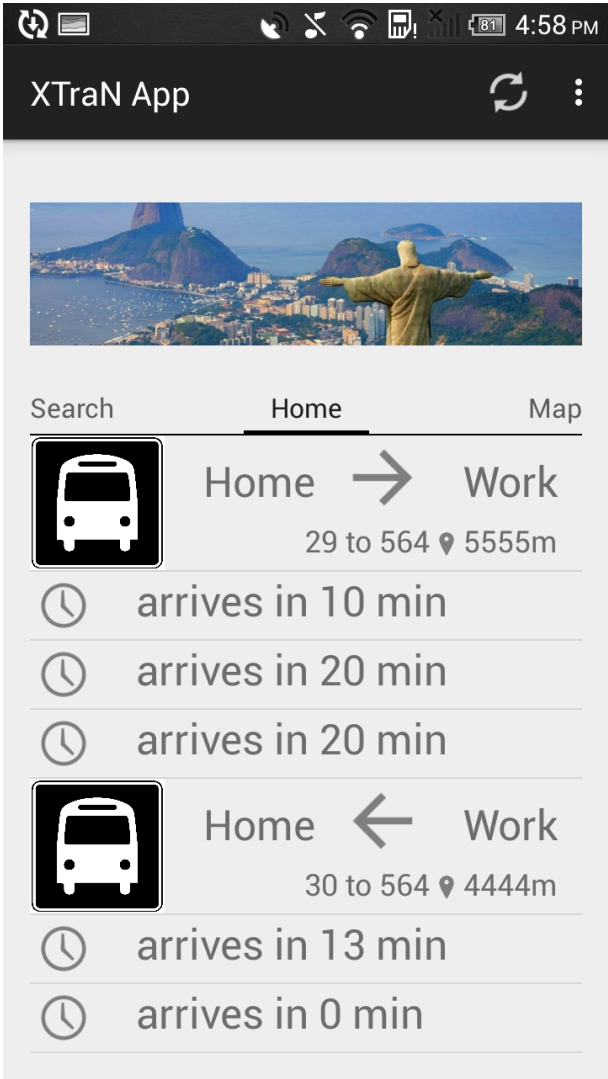 81 4:58 PM
XTraN App
Search Home Map
Home Work
29 to 564 5555m
arrives in 10 min
arrives in 20 min
arrives in 20 min
Home Work
30 to 564 4444m
arrives in 13 min
arrives in 0 min